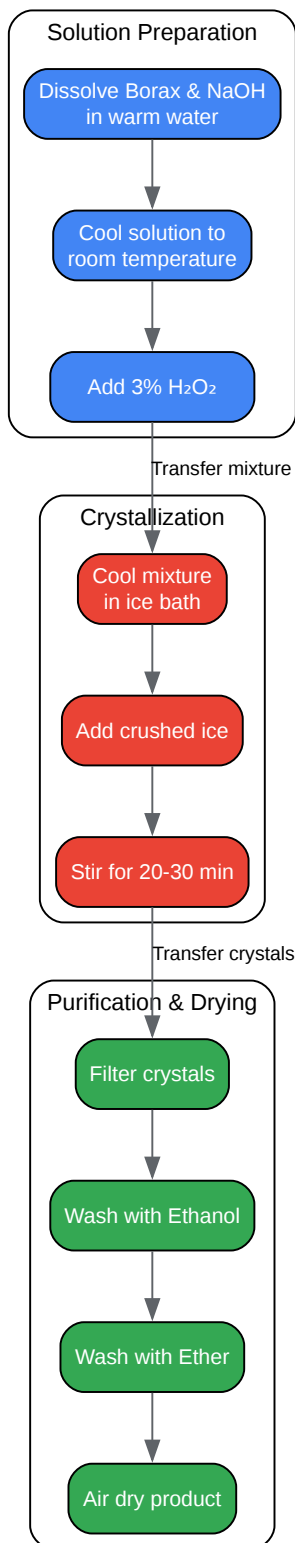 Solution Preparation
Dissolve Borax & NaOH
in warm water
Cool solution to
room temperature
Add 3% H₂O₂
Transfer mixture
Crystallization
Cool mixture
in ice bath
Add crushed ice
Stir for 20-30 min
Transfer crystals
Purification & Drying
Filter crystals
Wash with Ethanol
Wash with Ether
Air dry product